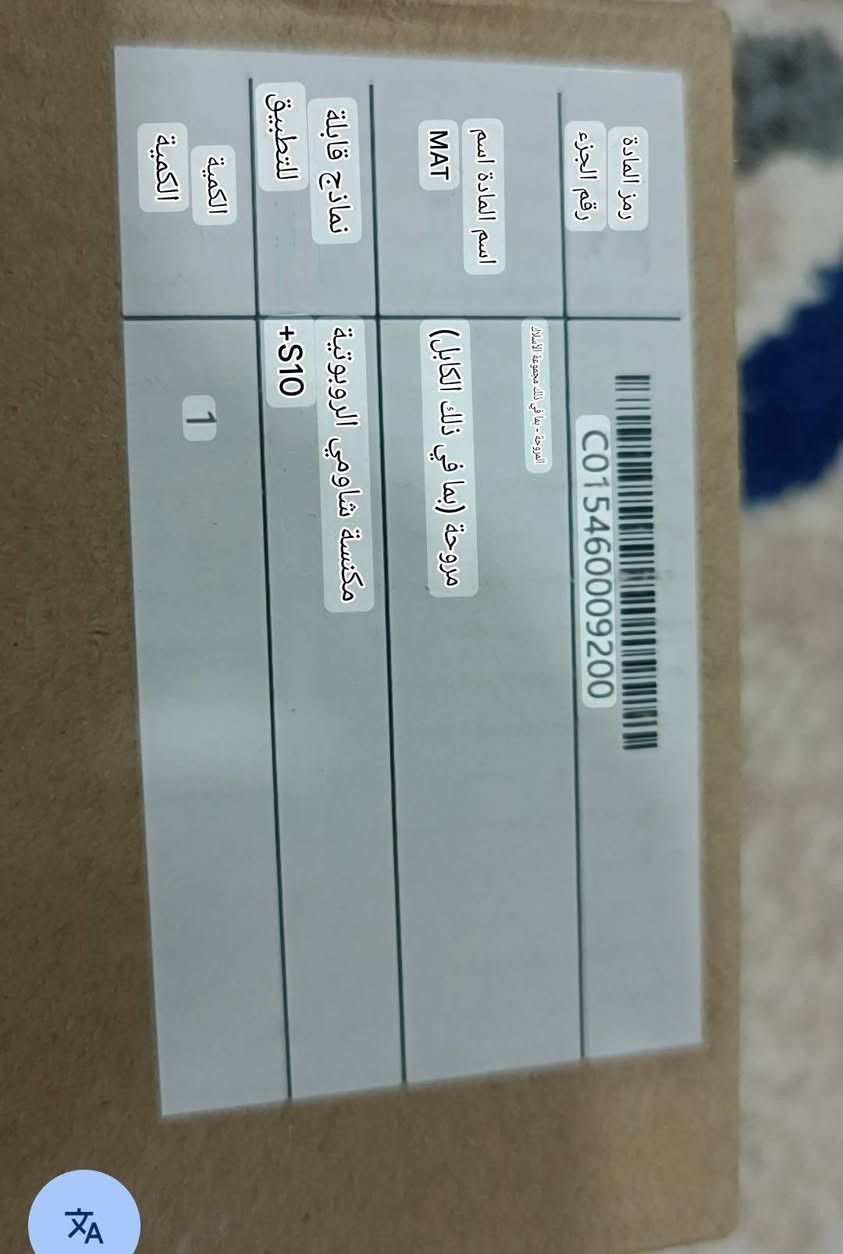 رمز المادة
رقم الجزء
C015460009200
اسم المادة اسم
MAT
المروحة - بما في ذلك مجموعة الأسلاك
مروحة (بما في ذلك الكابل)
نماذج قابلة
للتطبيق
مكنسة شاومي الروبوتية
S10+
الكمية
الكمية
1